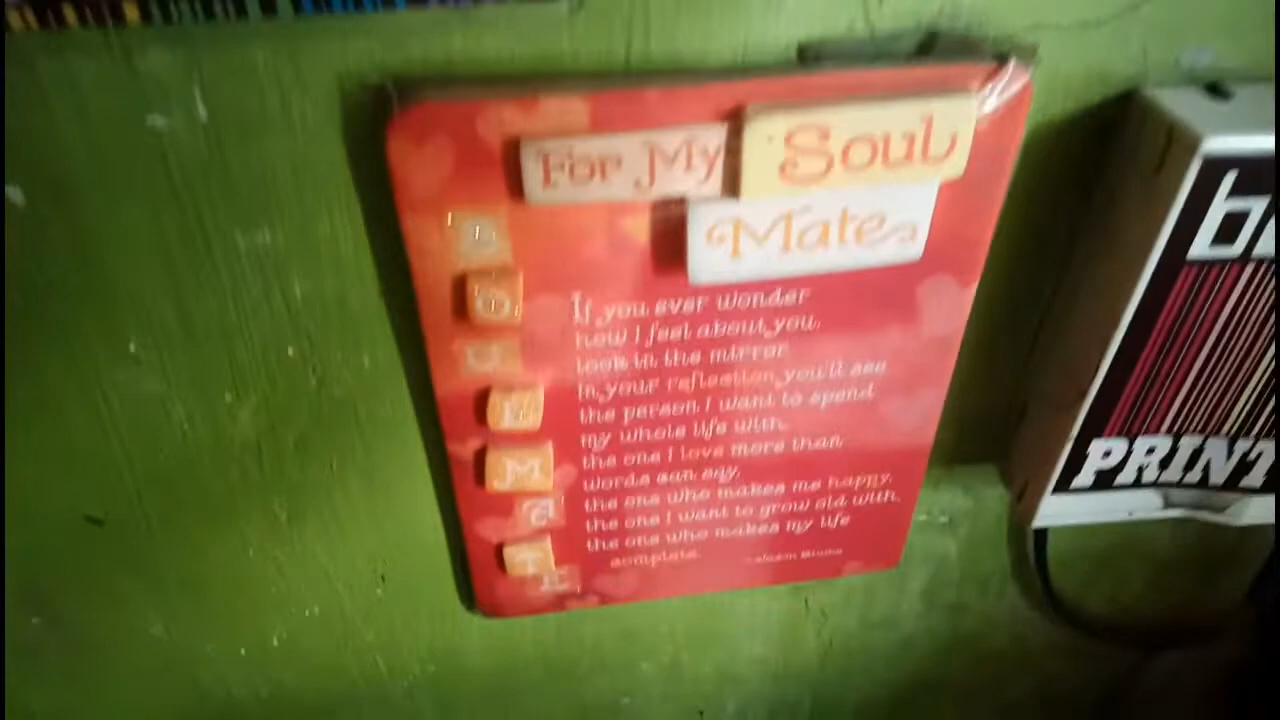 For My Soul
Mate
If you ever wonder
how I feel about you,
look in the mirror.
In your reflection you'll see
the person I want to spend
my whole life with,
the one I love more than
words can say,
the one who makes me happy,
the one I want to grow old with,
the one who makes my life
complete.
PRINT